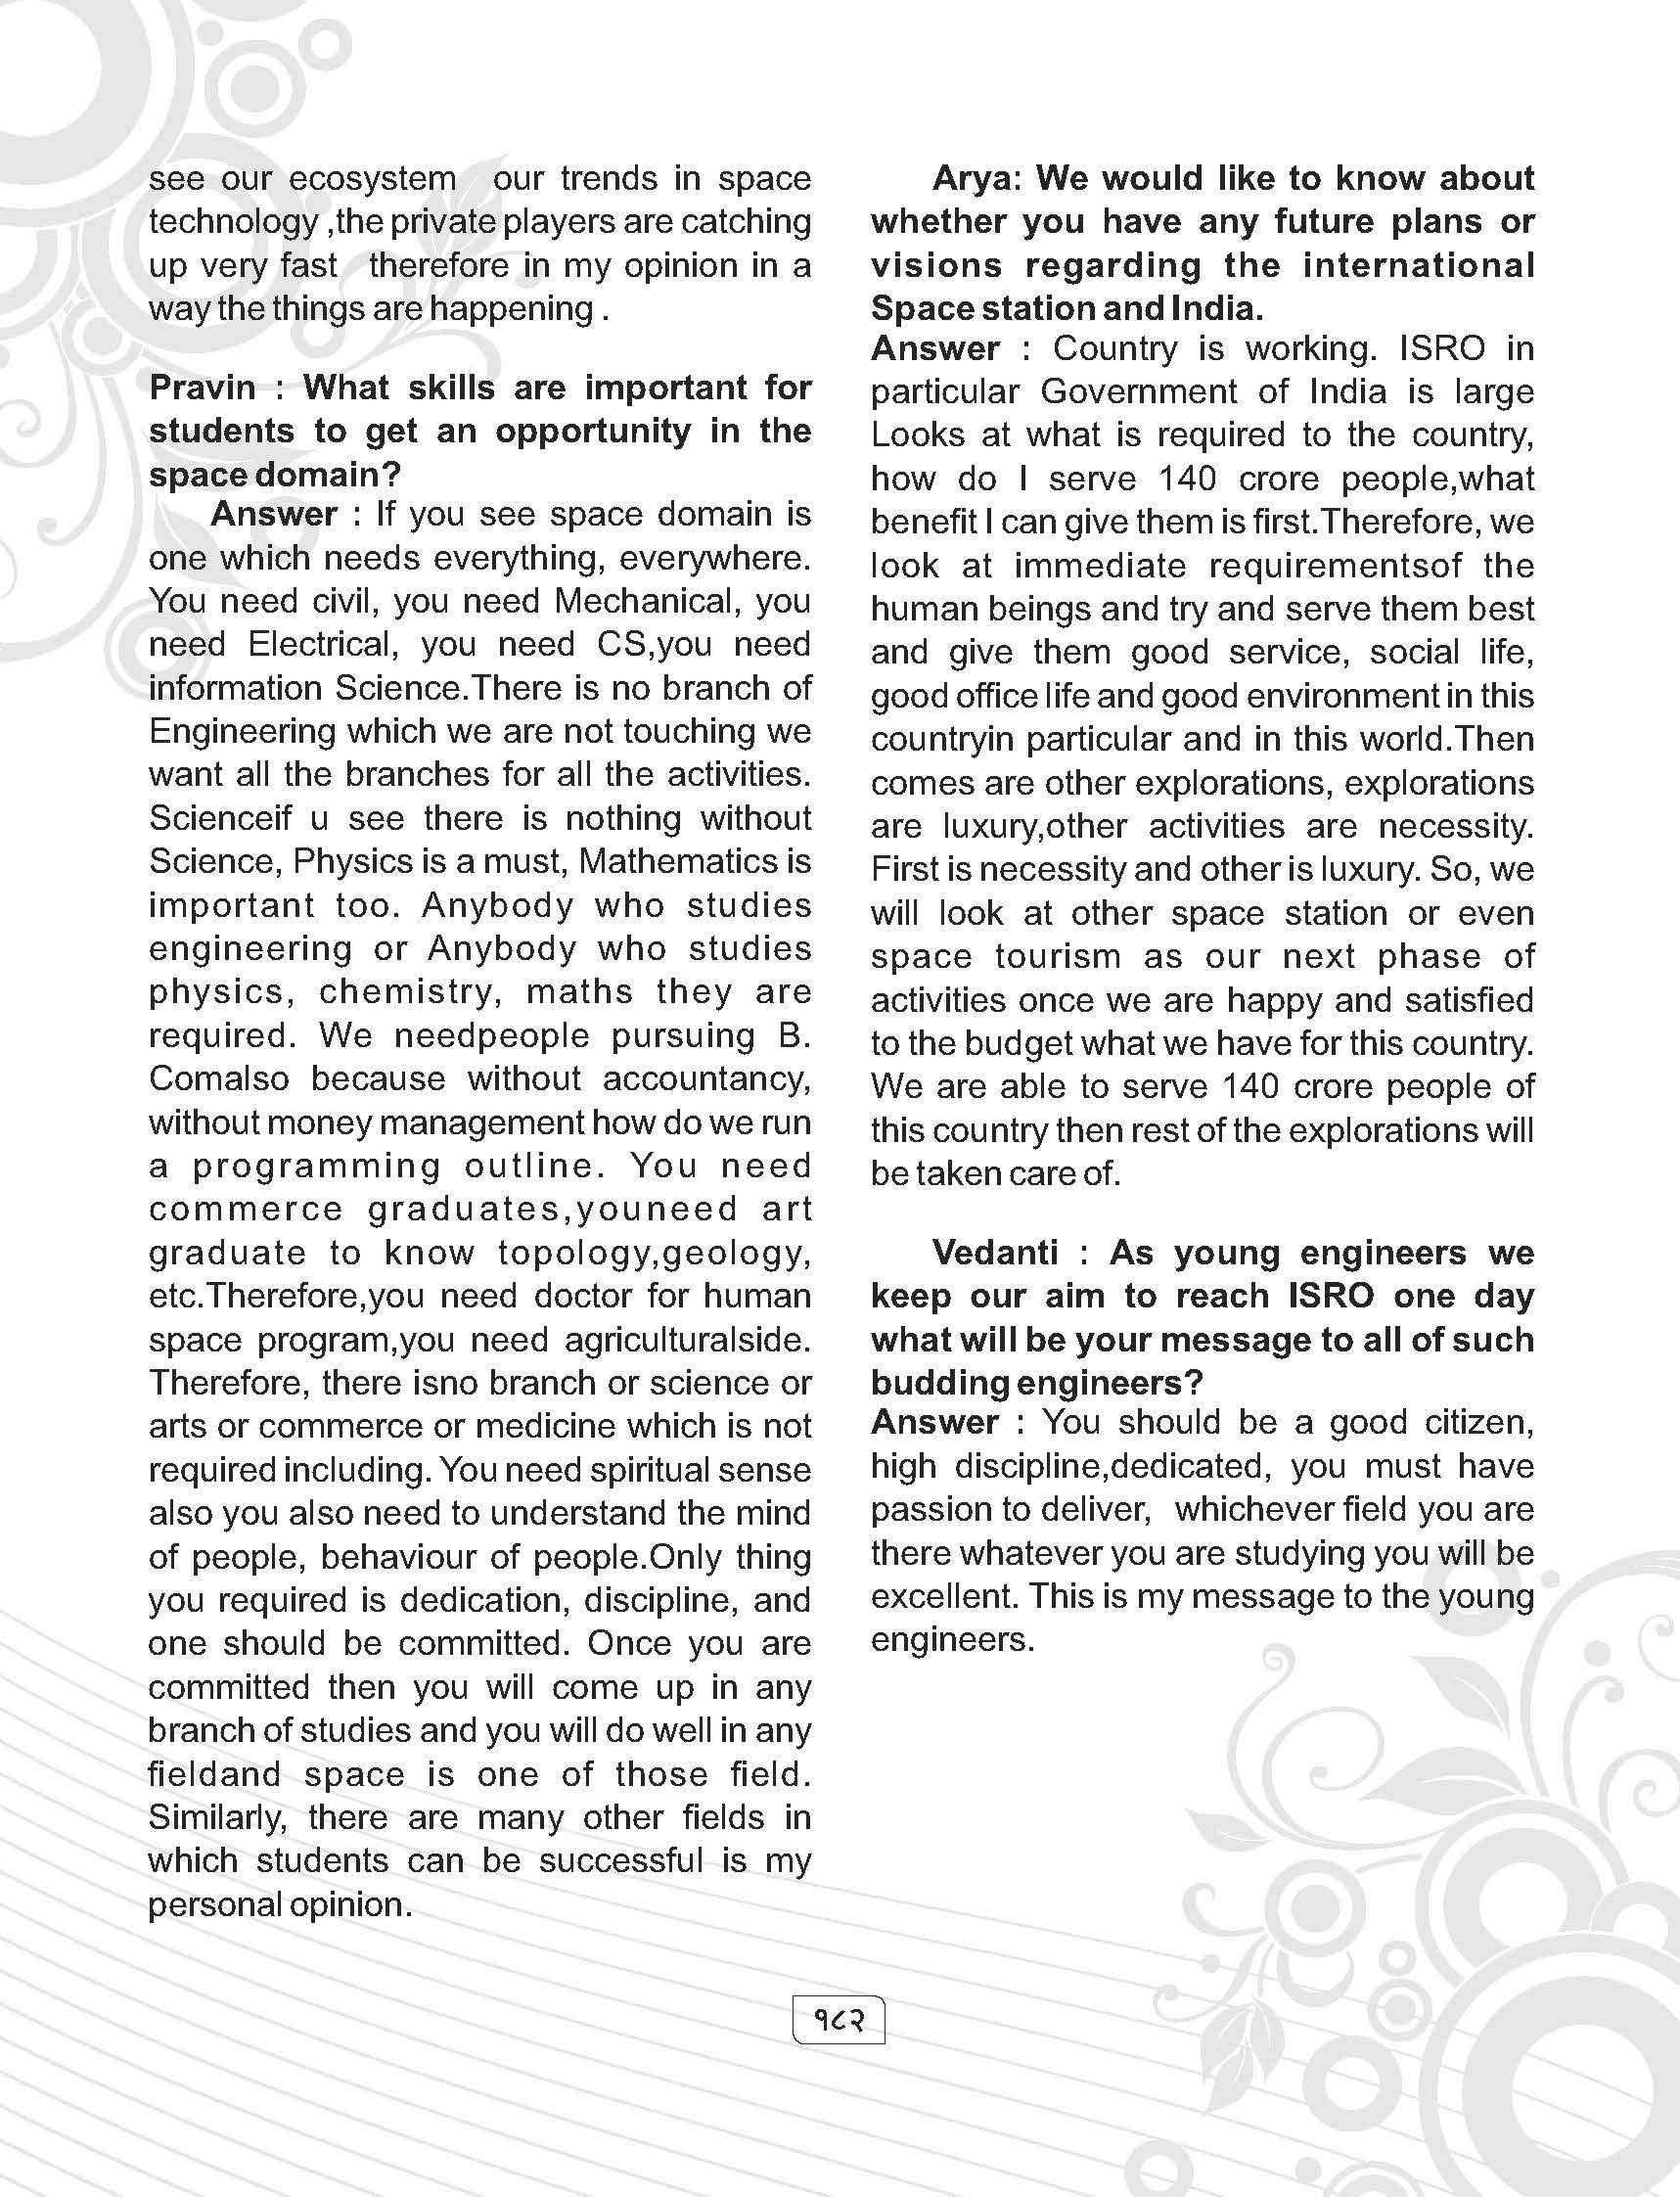 see our ecosystem our trends in space
technology ,the private players are catching
up very fast therefore in my opinion in a
way the things are happening .
Pravin : What skills are important for
students to get an opportunity in the
space domain?
Answer : If you see space domain is
one which needs everything, everywhere.
You need civil, you need Mechanical, you
need Electrical, you need CS,you need
information Science.There is no branch of
Engineering which we are not touching we
want all the branches for all the activities.
Scienceif u see there is nothing without
Science, Physics is a must, Mathematics is
important too. Anybody who studies
engineering or Anybody who studies
physics, chemistry, maths they are
required. We needpeople pursuing B.
Comalso because without accountancy,
without money management how do we run
a programming outline. You need
commerce graduates,youneed art
graduate to know topology,geology,
etc.Therefore,you need doctor for human
space program,you need agriculturalside.
Therefore, there isno branch or science or
arts or commerce or medicine which is not
required including. You need spiritual sense
also you also need to understand the mind
of people, behaviour of people.Only thing
you required is dedication, discipline, and
one should be committed. Once you are
committed then you will come up in any
branch of studies and you will do well in any
fieldand space is one of those field.
Similarly, there are many other fields in
which students can be successful is my
personal opinion.
Arya: We would like to know about
whether you have any future plans or
visions regarding the international
Space station and India.
Answer : Country is working. ISRO in
particular Government of India is large
Looks at what is required to the country,
how do I serve 140 crore people,what
benefit I can give them is first.Therefore, we
look at immediate requirementsof the
human beings and try and serve them best
and give them good service, social life,
good office life and good environment in this
countryin particular and in this world.Then
comes are other explorations, explorations
are luxury,other activities are necessity.
First is necessity and other is luxury. So, we
will look at other space station or even
space tourism as our next phase of
activities once we are happy and satisfied
to the budget what we have for this country.
We are able to serve 140 crore people of
this country then rest of the explorations will
be taken care of.
Vedanti : As young engineers we
keep our aim to reach ISRO one day
what will be your message to all of such
budding engineers?
Answer : You should be a good citizen,
high discipline,dedicated, you must have
passion to deliver, whichever field you are
there whatever you are studying you will be
excellent. This is my message to the young
engineers.
१८२